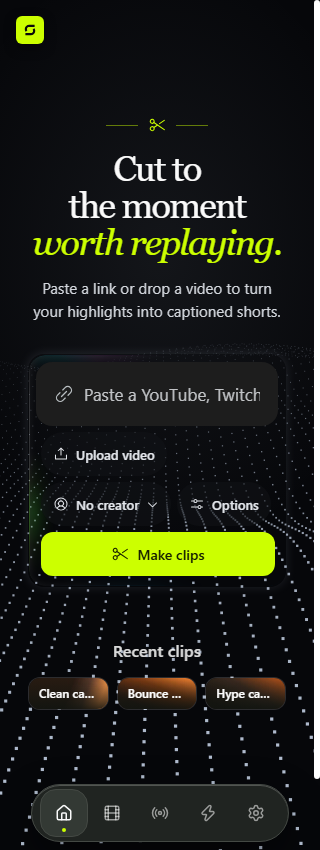 Cut to
the moment
worth replaying.
Paste a link or drop a video to turn
your highlights into captioned shorts.
Paste a YouTube, Twitch
Upload video
No creator
Options
Make clips
Recent clips
Clean ca...
Bounce ...
Hype ca...